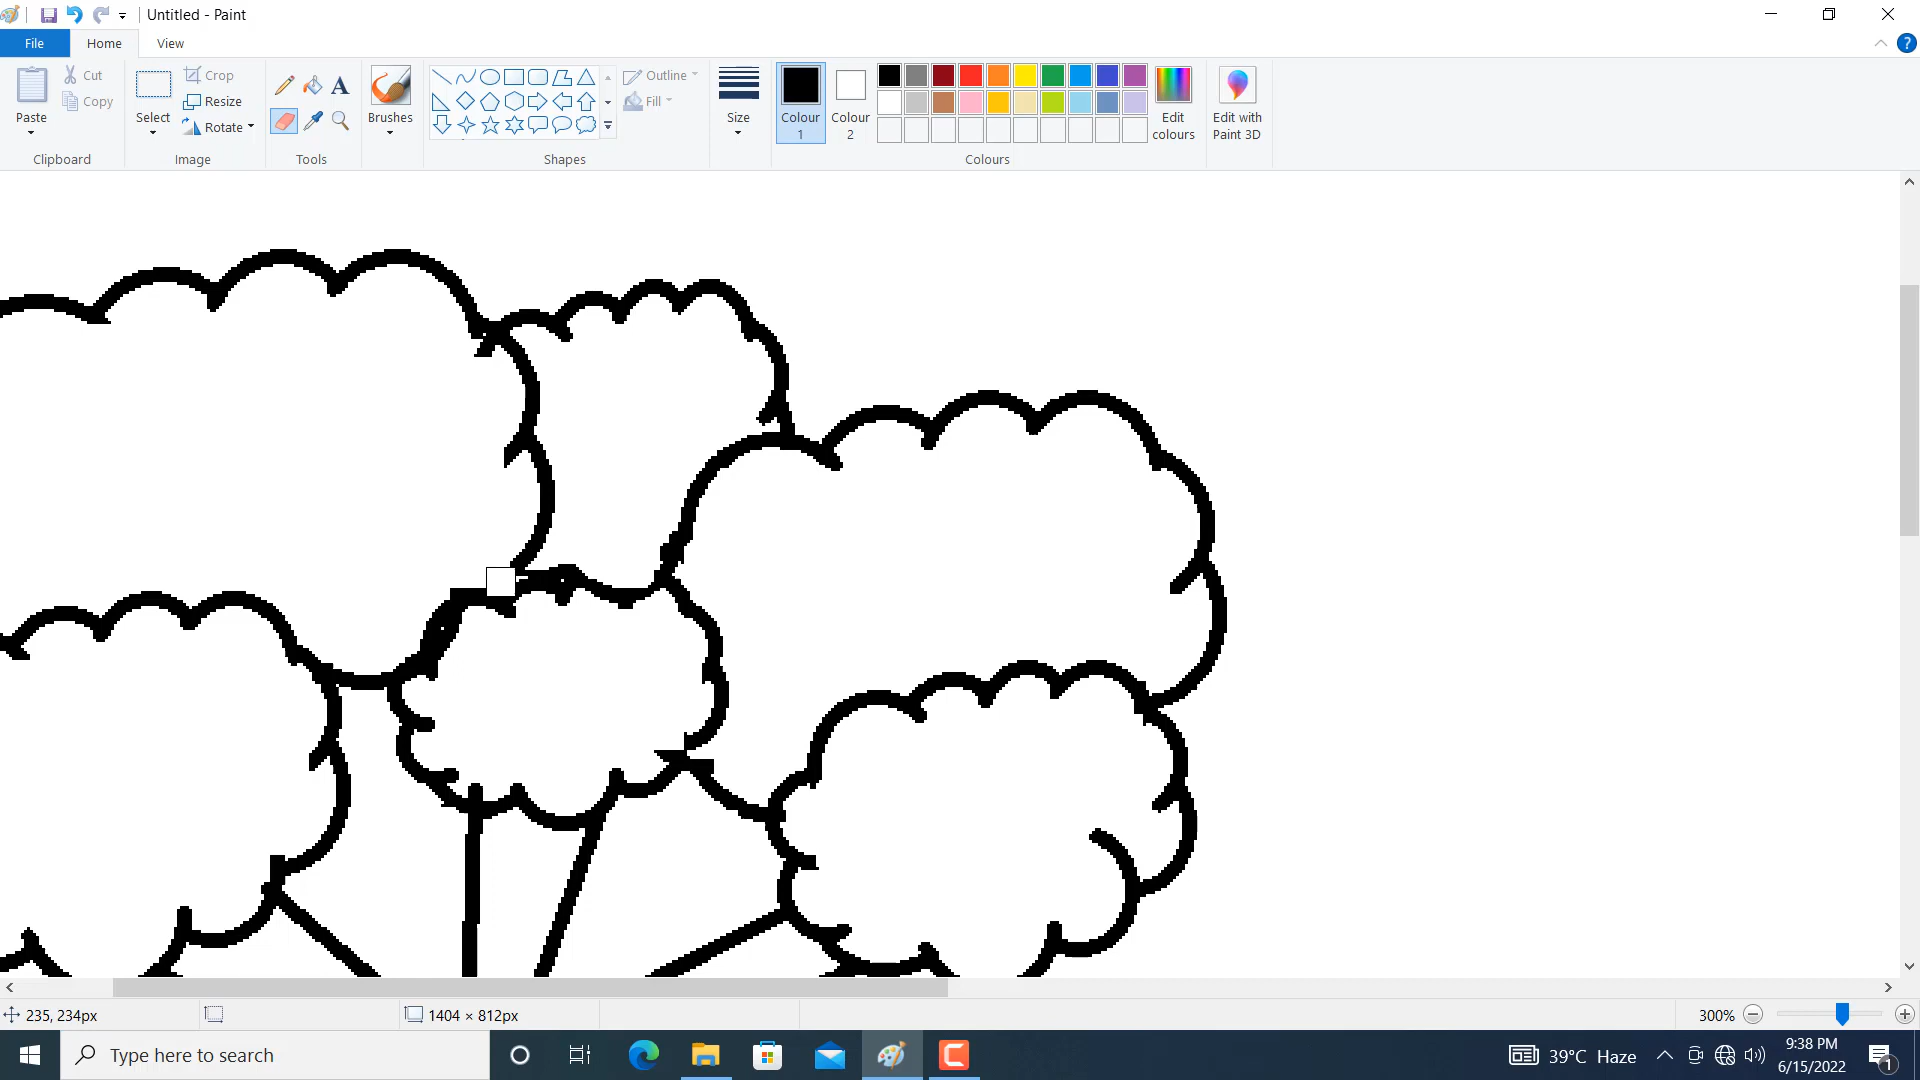 Untitled - Paint
File
Home
View
Paste
Cut
Copy
Clipboard
Select
Crop
Resize
Rotate
Image
A
Tools
Brushes
Shapes
Outline
Fill
Size
Colour 1
Colour 2
Edit colours
Colours
Edit with Paint 3D
235, 234px
1404 × 812px
300%
Type here to search
39°C Haze
9:38 PM
6/15/2022
1